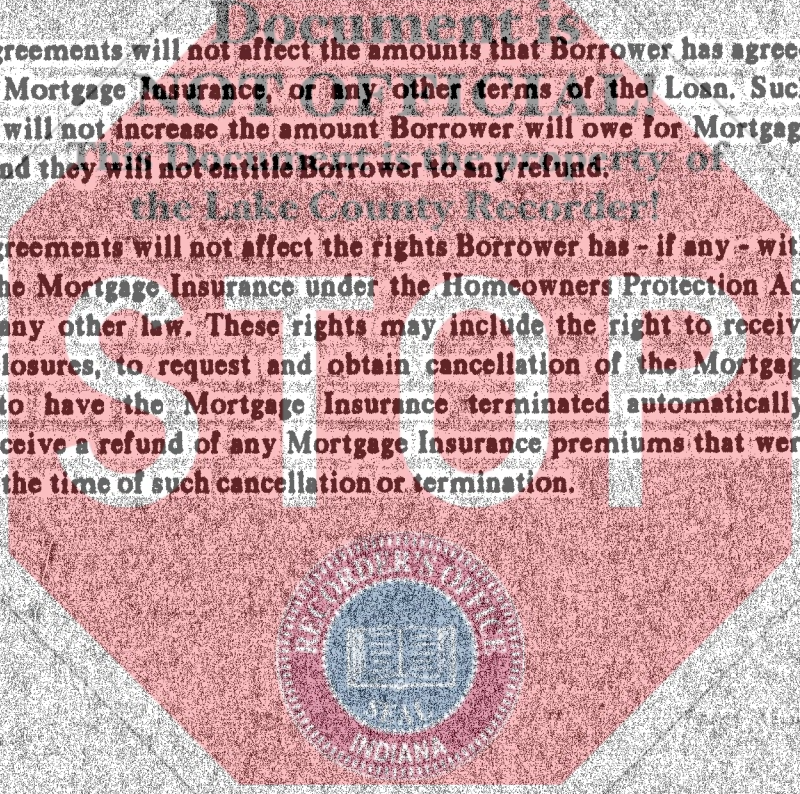 Document is
greements will not affect the amounts that Borrower has agree
NOT OFFICIAL!
Mortgage Insurance, or any other terms of the Loan. Suc
will not increase the amount Borrower will owe for Mortgag
This Document is the property of
nd they will not entitle Borrower to any refund.
the Lake County Recorder!
greements will not affect the rights Borrower has - if any - wit
he Mortgage Insurance under the Homeowners Protection Ac
any other law. These rights may include the right to receiv
losures, to request and obtain cancellation of the Mortgag
to have the Mortgage Insurance terminated automatically
ceive a refund of any Mortgage Insurance premiums that wer
the time of such cancellation or termination.
STOP
RECORDER'S OFFICE
INDIANA